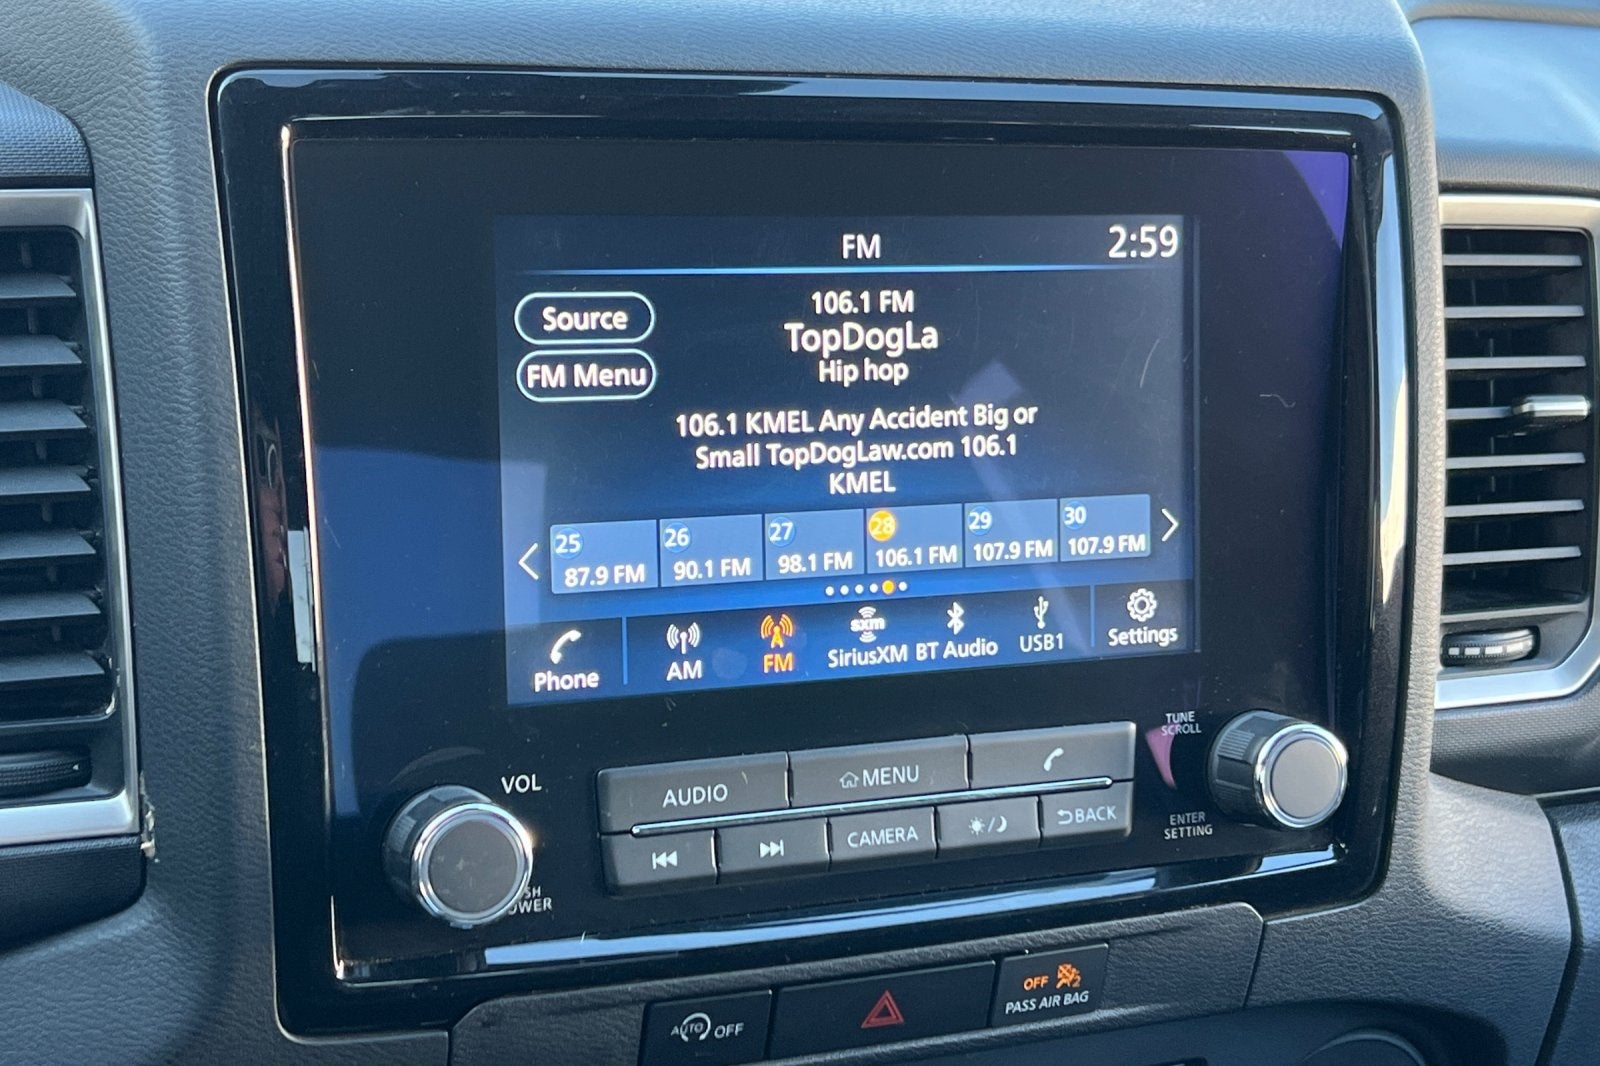 FM
2:59
Source
106.1 FM
TopDogLa
FM Menu
Hip hop
106.1 KMEL Any Accident Big or
Small TopDogLaw.com 106.1
KMEL
25 26 27 28 29 30
87.9 FM 90.1 FM 98.1 FM 106.1 FM 107.9 FM 107.9 FM
Phone
AM
FM
sxm
SiriusXM
BT Audio
USB1
Settings
VOL
AUDIO
MENU
TUNE
SCROLL
CAMERA
BACK
ENTER
SETTING
AUTO OFF
OFF 2
PASS AIR BAG